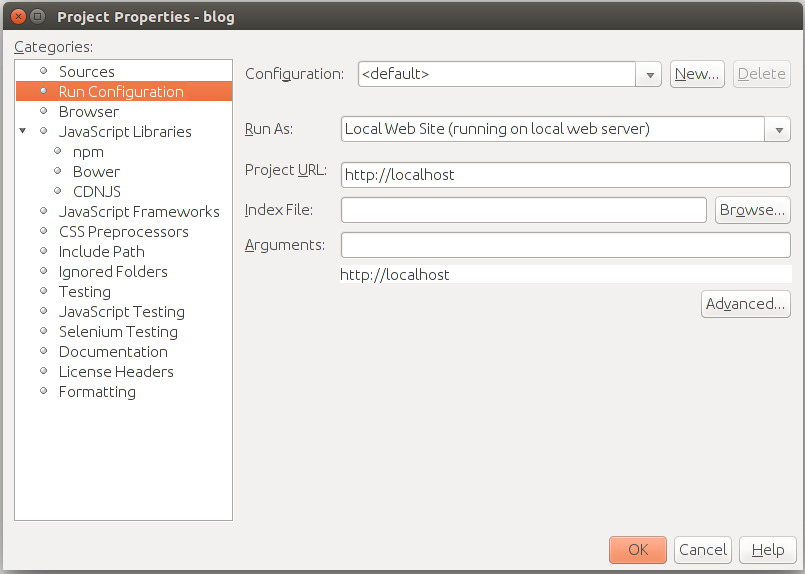 Project Properties - blog
Categories:
Sources
Run Configuration
Browser
JavaScript Libraries
npm
Bower
CDNJS
JavaScript Frameworks
CSS Preprocessors
Include Path
Ignored Folders
Testing
JavaScript Testing
Selenium Testing
Documentation
License Headers
Formatting
Configuration: <default> New... Delete
Run As: Local Web Site (running on local web server)
Project URL: http://localhost
Index File: Browse...
Arguments:
http://localhost
Advanced...
OK Cancel Help